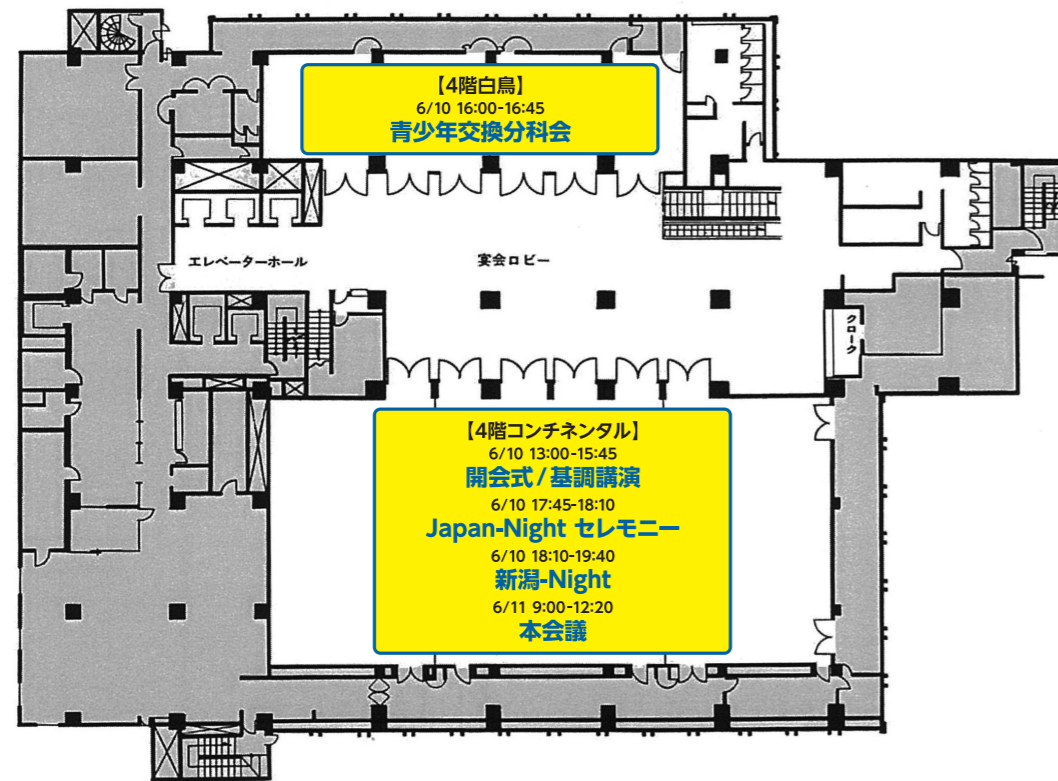 【4階白鳥】
6/10 16:00-16:45
青少年交換分科会
エレベーターホール
宴会ロビー
クローク
【4階コンチネンタル】
6/10 13:00-15:45
開会式 / 基調講演
6/10 17:45-18:10
Japan-Night セレモニー
6/10 18:10-19:40
新潟-Night
6/11 9:00-12:20
本会議